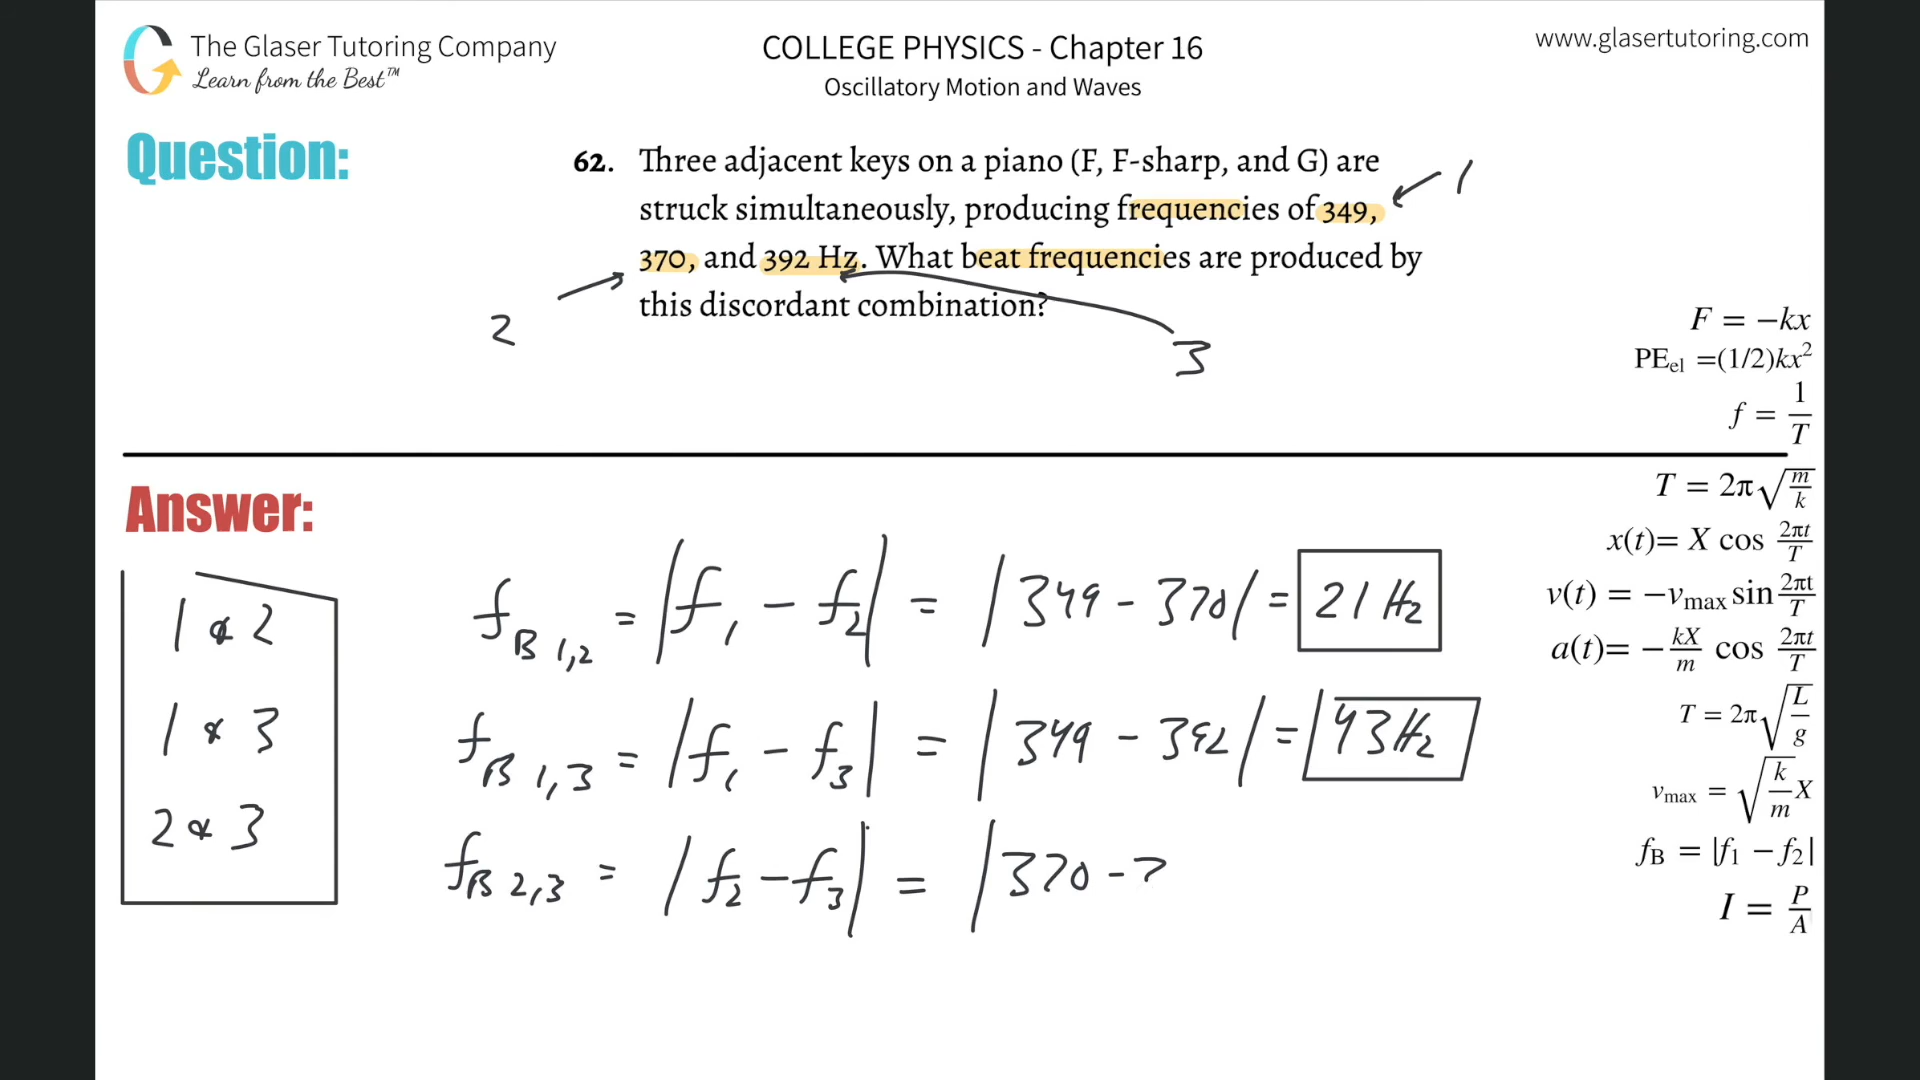 The Glaser Tutoring Company
Learn from the Best™
COLLEGE PHYSICS - Chapter 16
Oscillatory Motion and Waves
www.glasertutoring.com
Question:
62. Three adjacent keys on a piano (F, F-sharp, and G) are
struck simultaneously, producing frequencies of 349,
370, and 392 Hz. What beat frequencies are produced by
this discordant combination?
1
2
3
F = −kx
PEel =(1/2)kx²
f = 1/T
Answer:
T = 2π√(m/k)
x(t)= X cos 2πt/T
v(t) = −vmax sin 2πt/T
a(t)= − kX/m cos 2πt/T
T = 2π√(L/g)
vmax = √(k/m) X
fB = |f1 − f2|
I = P/A
1 & 2
1 & 3
2 & 3
fB 1,2 = |f1 − f2| = |349 - 370| = 21 Hz
fB 1,3 = |f1 − f3| = |349 - 392| = 43 Hz
fB 2,3 = |f2 − f3| = |370 -